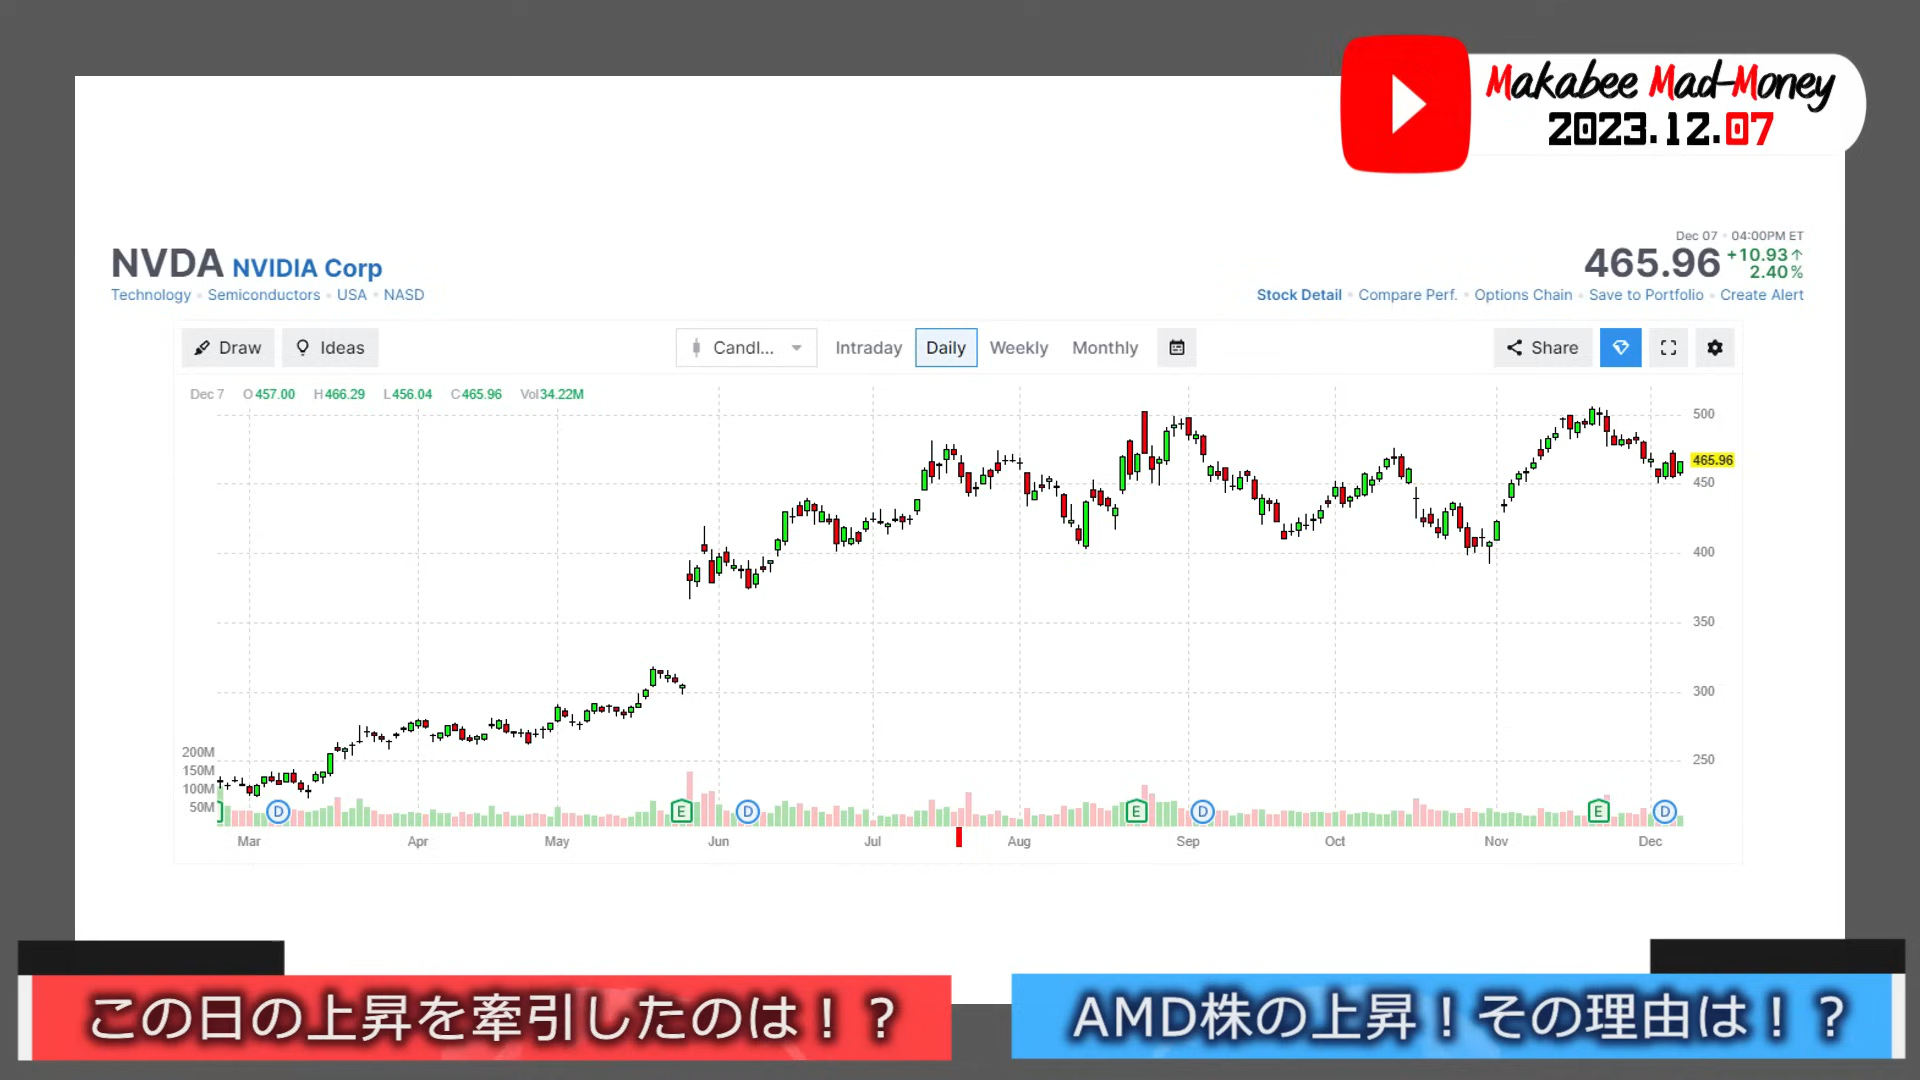 Makabee Mad-Money
2023.12.07
Dec 07 • 04:00PM ET
NVDA NVIDIA Corp
465.96 +10.93↑
2.40%
Technology • Semiconductors • USA • NASD
Stock Detail • Compare Perf. • Options Chain • Save to Portfolio • Create Alert
Draw Ideas Candl... Intraday Daily Weekly Monthly Share
Dec 7 O457.00 H466.29 L456.04 C465.96 Vol34.22M
500
465.96
450
400
350
300
250
200M
150M
100M
50M
D E D E D E D
Mar Apr May Jun Jul Aug Sep Oct Nov Dec
この日の上昇を牽引したのは！？
AMD株の上昇！その理由は！？